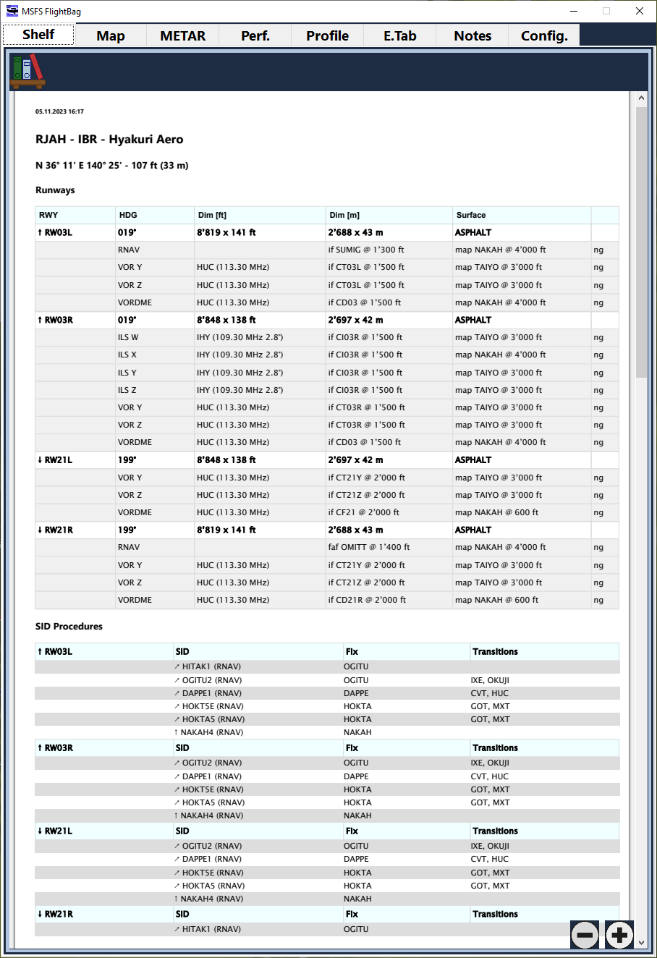 MSFS FlightBag
Shelf Map METAR Perf. Profile E.Tab Notes Config.
05.11.2023 16:17
RJAH - IBR - Hyakuri Aero
N 36° 11' E 140° 25' - 107 ft (33 m)
Runways
RWY HDG Dim [ft] Dim [m] Surface
↑ RW03L 019° 8'819 x 141 ft 2'688 x 43 m ASPHALT
RNAV if SUMIG @ 1'300 ft map NAKAH @ 4'000 ft ng
VOR Y HUC (113.30 MHz) if CT03L @ 1'500 ft map TAIYO @ 3'000 ft ng
VOR Z HUC (113.30 MHz) if CT03L @ 1'500 ft map TAIYO @ 3'000 ft ng
VORDME HUC (113.30 MHz) if CD03 @ 1'500 ft map NAKAH @ 4'000 ft ng
↑ RW03R 019° 8'848 x 138 ft 2'697 x 42 m ASPHALT
ILS W IHY (109.30 MHz 2.8°) if CI03R @ 1'500 ft map TAIYO @ 3'000 ft ng
ILS X IHY (109.30 MHz 2.8°) if CI03R @ 1'500 ft map NAKAH @ 4'000 ft ng
ILS Y IHY (109.30 MHz 2.8°) if CI03R @ 1'500 ft map TAIYO @ 3'000 ft ng
ILS Z IHY (109.30 MHz 2.8°) if CI03R @ 1'500 ft map TAIYO @ 3'000 ft ng
VOR Y HUC (113.30 MHz) if CT03R @ 1'500 ft map TAIYO @ 3'000 ft ng
VOR Z HUC (113.30 MHz) if CT03R @ 1'500 ft map TAIYO @ 3'000 ft ng
VORDME HUC (113.30 MHz) if CD03 @ 1'500 ft map NAKAH @ 4'000 ft ng
↓ RW21L 199° 8'848 x 138 ft 2'697 x 42 m ASPHALT
VOR Y HUC (113.30 MHz) if CT21Y @ 2'000 ft map TAIYO @ 3'000 ft ng
VOR Z HUC (113.30 MHz) if CT21Z @ 2'000 ft map TAIYO @ 3'000 ft ng
VORDME HUC (113.30 MHz) if CF21 @ 2'000 ft map NAKAH @ 600 ft ng
↓ RW21R 199° 8'819 x 141 ft 2'688 x 43 m ASPHALT
RNAV faf OMITT @ 1'400 ft map NAKAH @ 4'000 ft ng
VOR Y HUC (113.30 MHz) if CT21Y @ 2'000 ft map TAIYO @ 3'000 ft ng
VOR Z HUC (113.30 MHz) if CT21Z @ 2'000 ft map TAIYO @ 3'000 ft ng
VORDME HUC (113.30 MHz) if CD21R @ 2'000 ft map NAKAH @ 600 ft ng
SID Procedures
↑ RW03L SID Fix Transitions
↗ HITAK1 (RNAV) OGITU
↗ OGITU2 (RNAV) OGITU IXE, OKUJI
↗ DAPPE1 (RNAV) DAPPE CVT, HUC
↗ HOKT5E (RNAV) HOKTA GOT, MXT
↗ HOKTA5 (RNAV) HOKTA GOT, MXT
↑ NAKAH4 (RNAV) NAKAH
↑ RW03R SID Fix Transitions
↗ OGITU2 (RNAV) OGITU IXE, OKUJI
↗ DAPPE1 (RNAV) DAPPE CVT, HUC
↗ HOKT5E (RNAV) HOKTA GOT, MXT
↗ HOKTA5 (RNAV) HOKTA GOT, MXT
↑ NAKAH4 (RNAV) NAKAH
↓ RW21L SID Fix Transitions
↗ OGITU2 (RNAV) OGITU IXE, OKUJI
↗ DAPPE1 (RNAV) DAPPE CVT, HUC
↗ HOKT5E (RNAV) HOKTA GOT, MXT
↗ HOKTA5 (RNAV) HOKTA GOT, MXT
↑ NAKAH4 (RNAV) NAKAH
↓ RW21R SID Fix Transitions
↗ HITAK1 (RNAV) OGITU